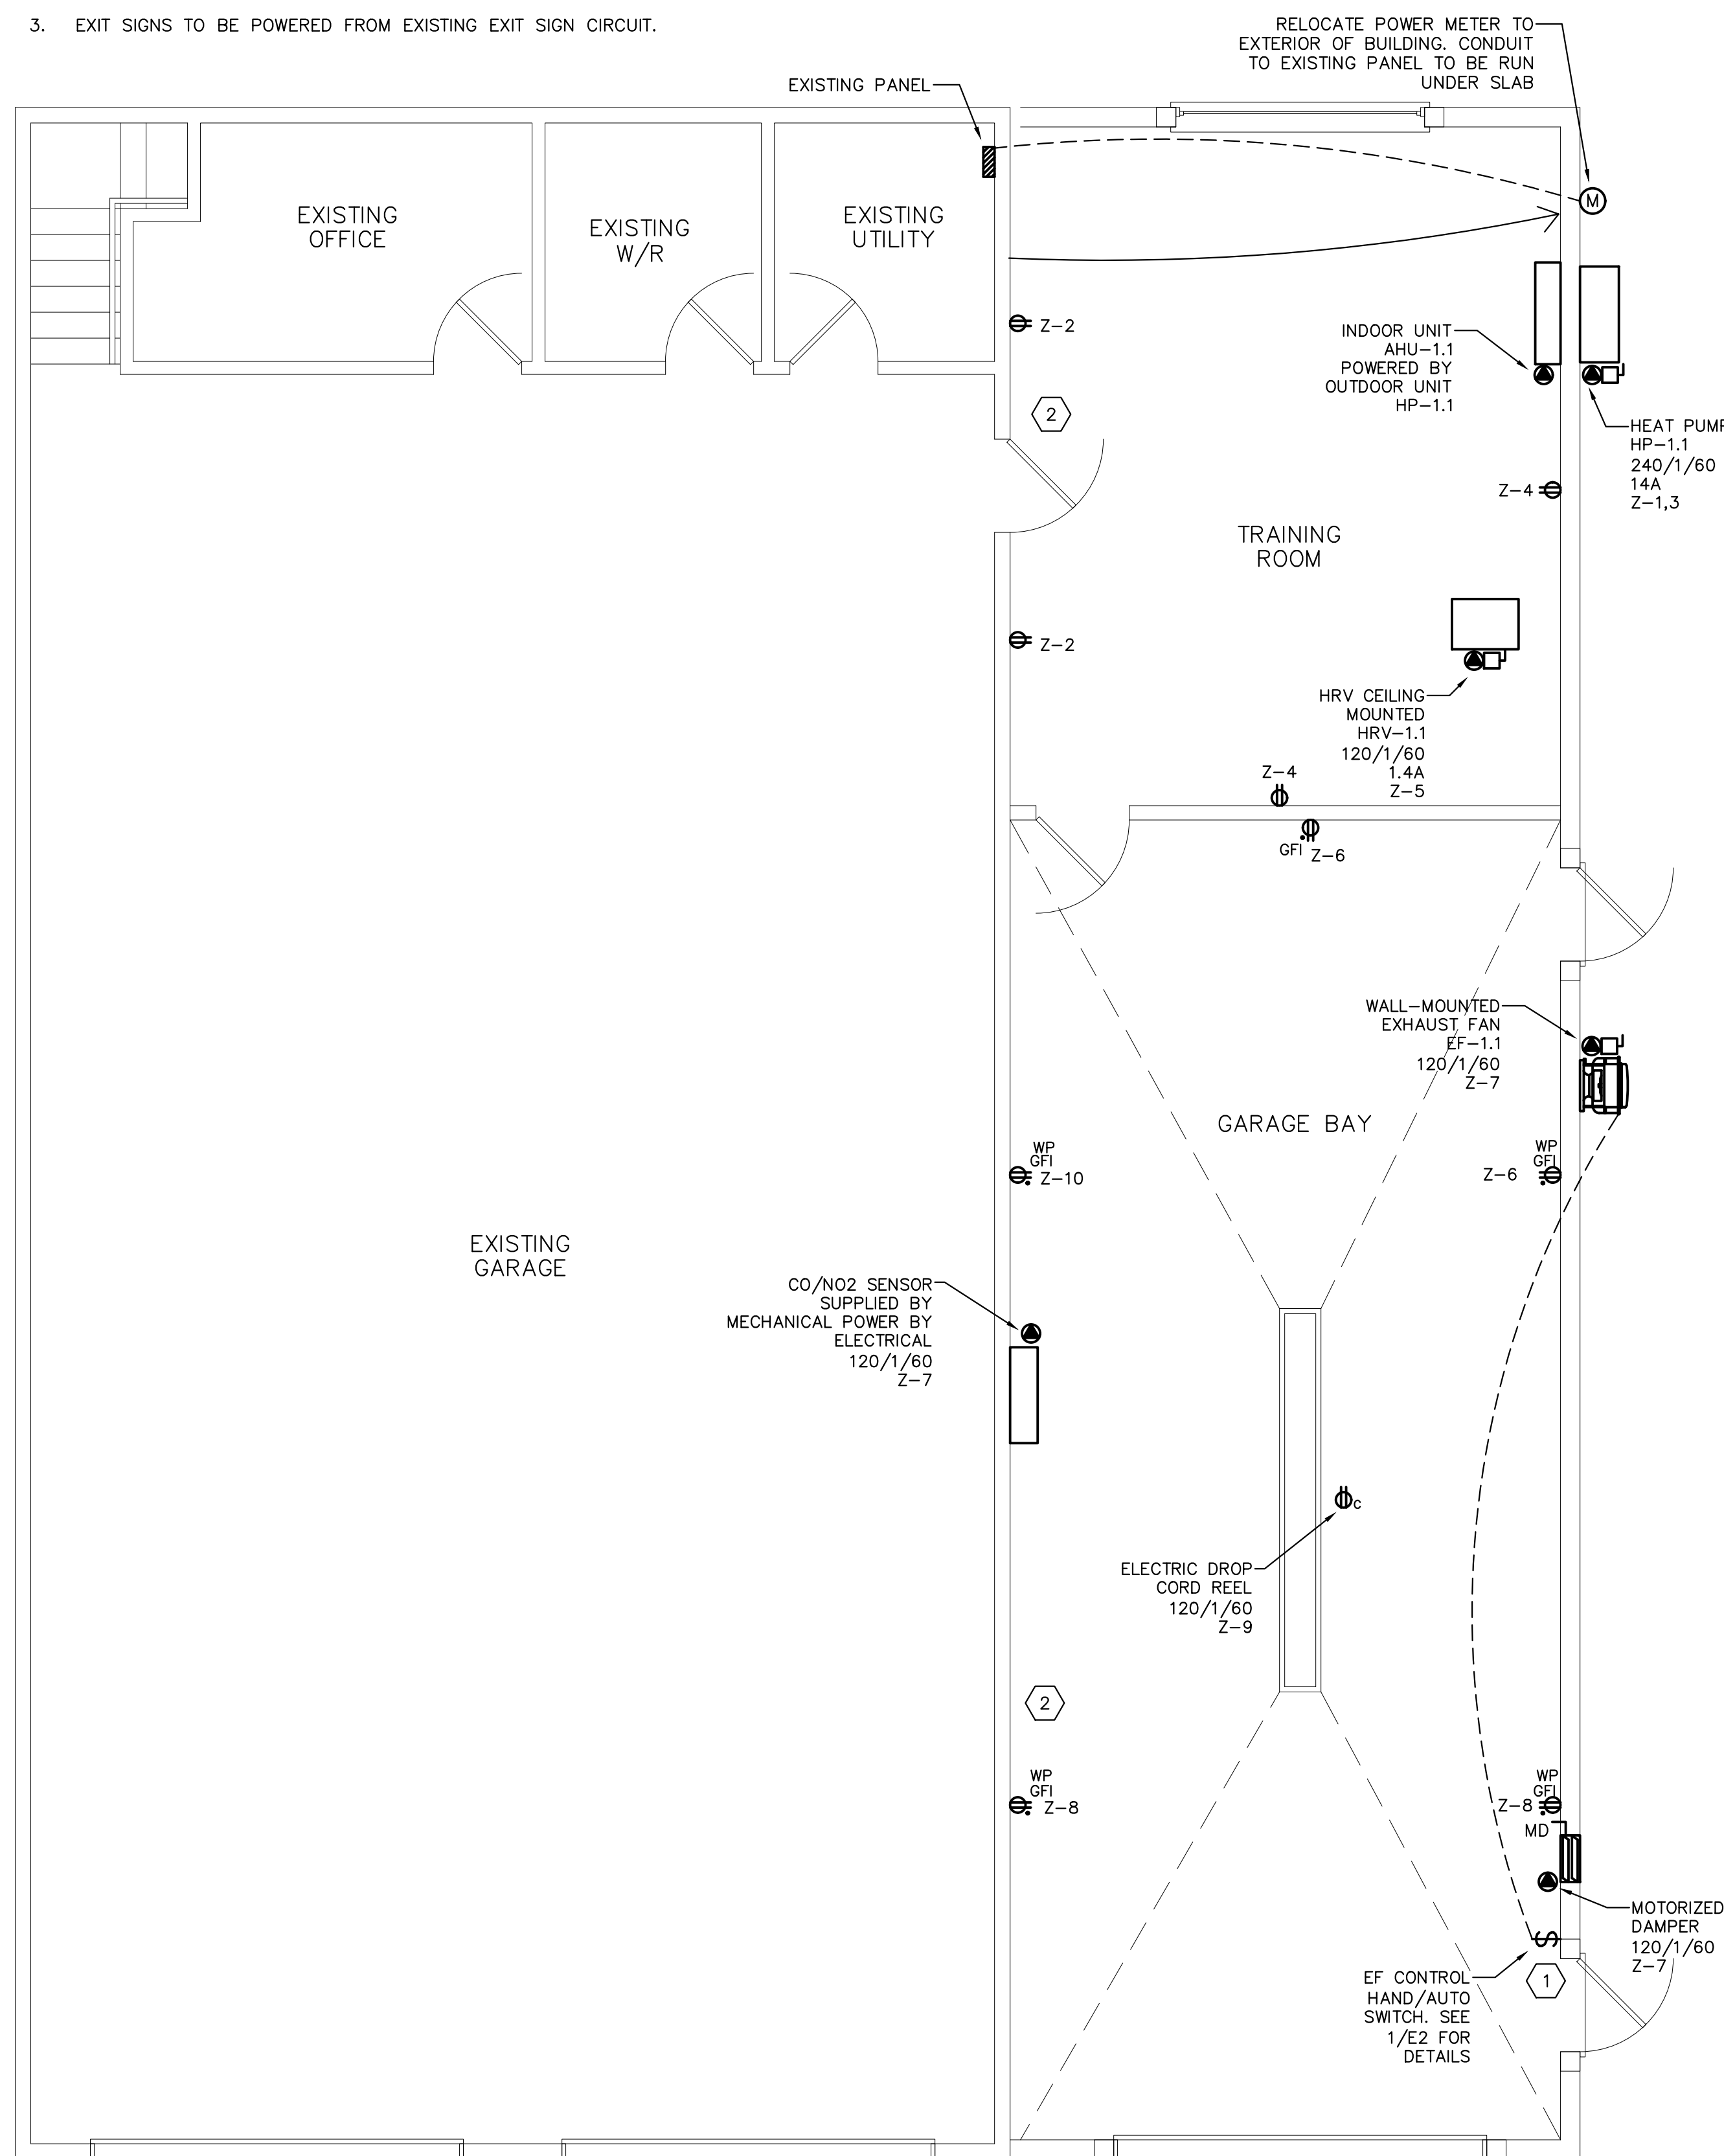 3. EXIT SIGNS TO BE POWERED FROM EXISTING EXIT SIGN CIRCUIT.
RELOCATE POWER METER TO
EXTERIOR OF BUILDING. CONDUIT
TO EXISTING PANEL TO BE RUN
UNDER SLAB
EXISTING PANEL
M
EXISTING
OFFICE
EXISTING
W/R
EXISTING
UTILITY
Z-2
INDOOR UNIT
AHU-1.1
POWERED BY
OUTDOOR UNIT
HP-1.1
2
HEAT PUMP
HP-1.1
240/1/60
14A
Z-1,3
Z-4
TRAINING
ROOM
Z-2
HRV CEILING
MOUNTED
HRV-1.1
120/1/60
1.4A
Z-5
Z-4
GFI Z-6
WALL-MOUNTED
EXHAUST FAN
EF-1.1
120/1/60
Z-7
GARAGE BAY
WP
GFI
Z-10
WP
GFI
Z-6
EXISTING
GARAGE
CO/NO2 SENSOR
SUPPLIED BY
MECHANICAL POWER BY
ELECTRICAL
120/1/60
Z-7
C
ELECTRIC DROP
CORD REEL
120/1/60
Z-9
2
WP
GFI
Z-8
WP
GFI
Z-8
MD
MOTORIZED
DAMPER
120/1/60
Z-7
S
1
EF CONTROL
HAND/AUTO
SWITCH. SEE
1/E2 FOR
DETAILS